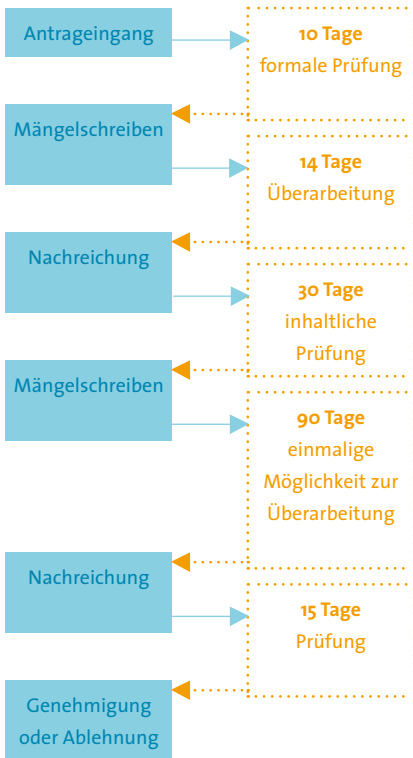 Antrageingang
10 Tage
formale Prüfung
Mängelschreiben
14 Tage
Überarbeitung
Nachreichung
30 Tage
inhaltliche
Prüfung
Mängelschreiben
90 Tage
einmalige
Möglichkeit zur
Überarbeitung
Nachreichung
15 Tage
Prüfung
Genehmigung
oder Ablehnung